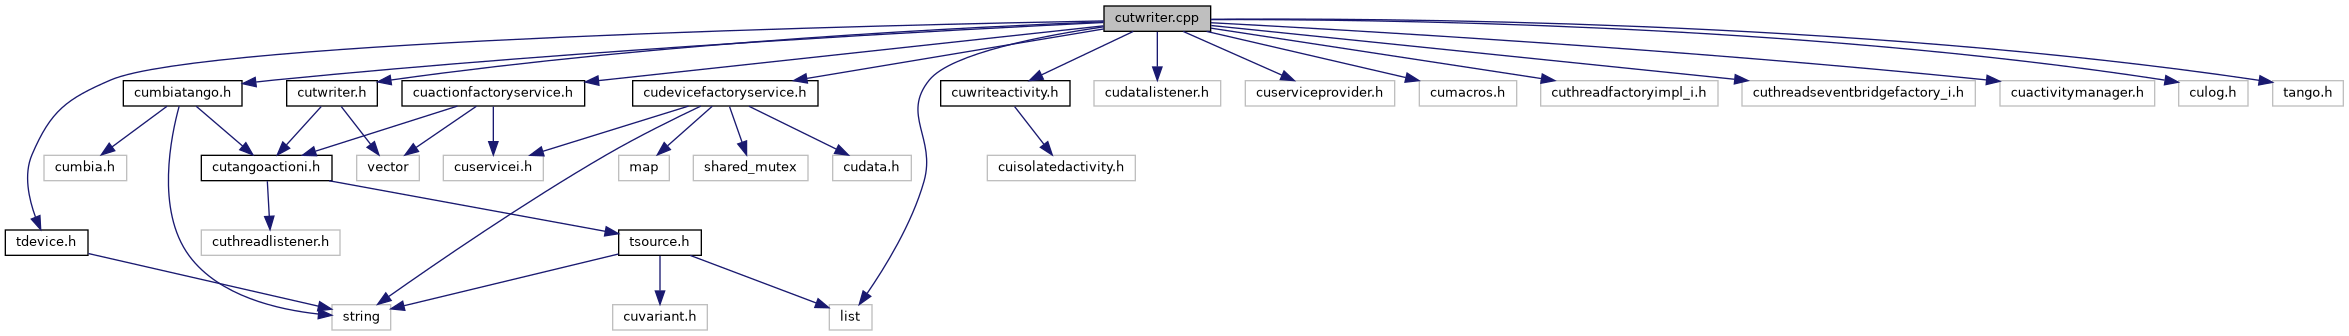 cutwriter.cpp
cumbiatango.h
cutwriter.h
cuactionfactoryservice.h
cudevicefactoryservice.h
cuwriteactivity.h
cudatalistener.h
cuserviceprovider.h
cumacros.h
cuthreadfactoryimpl_i.h
cuthreadseventbridgefactory_i.h
cuactivitymanager.h
culog.h
tango.h
cumbia.h
cutangoactioni.h
vector
cuservicei.h
map
shared_mutex
cudata.h
cuisolatedactivity.h
tdevice.h
cuthreadlistener.h
tsource.h
string
cuvariant.h
list